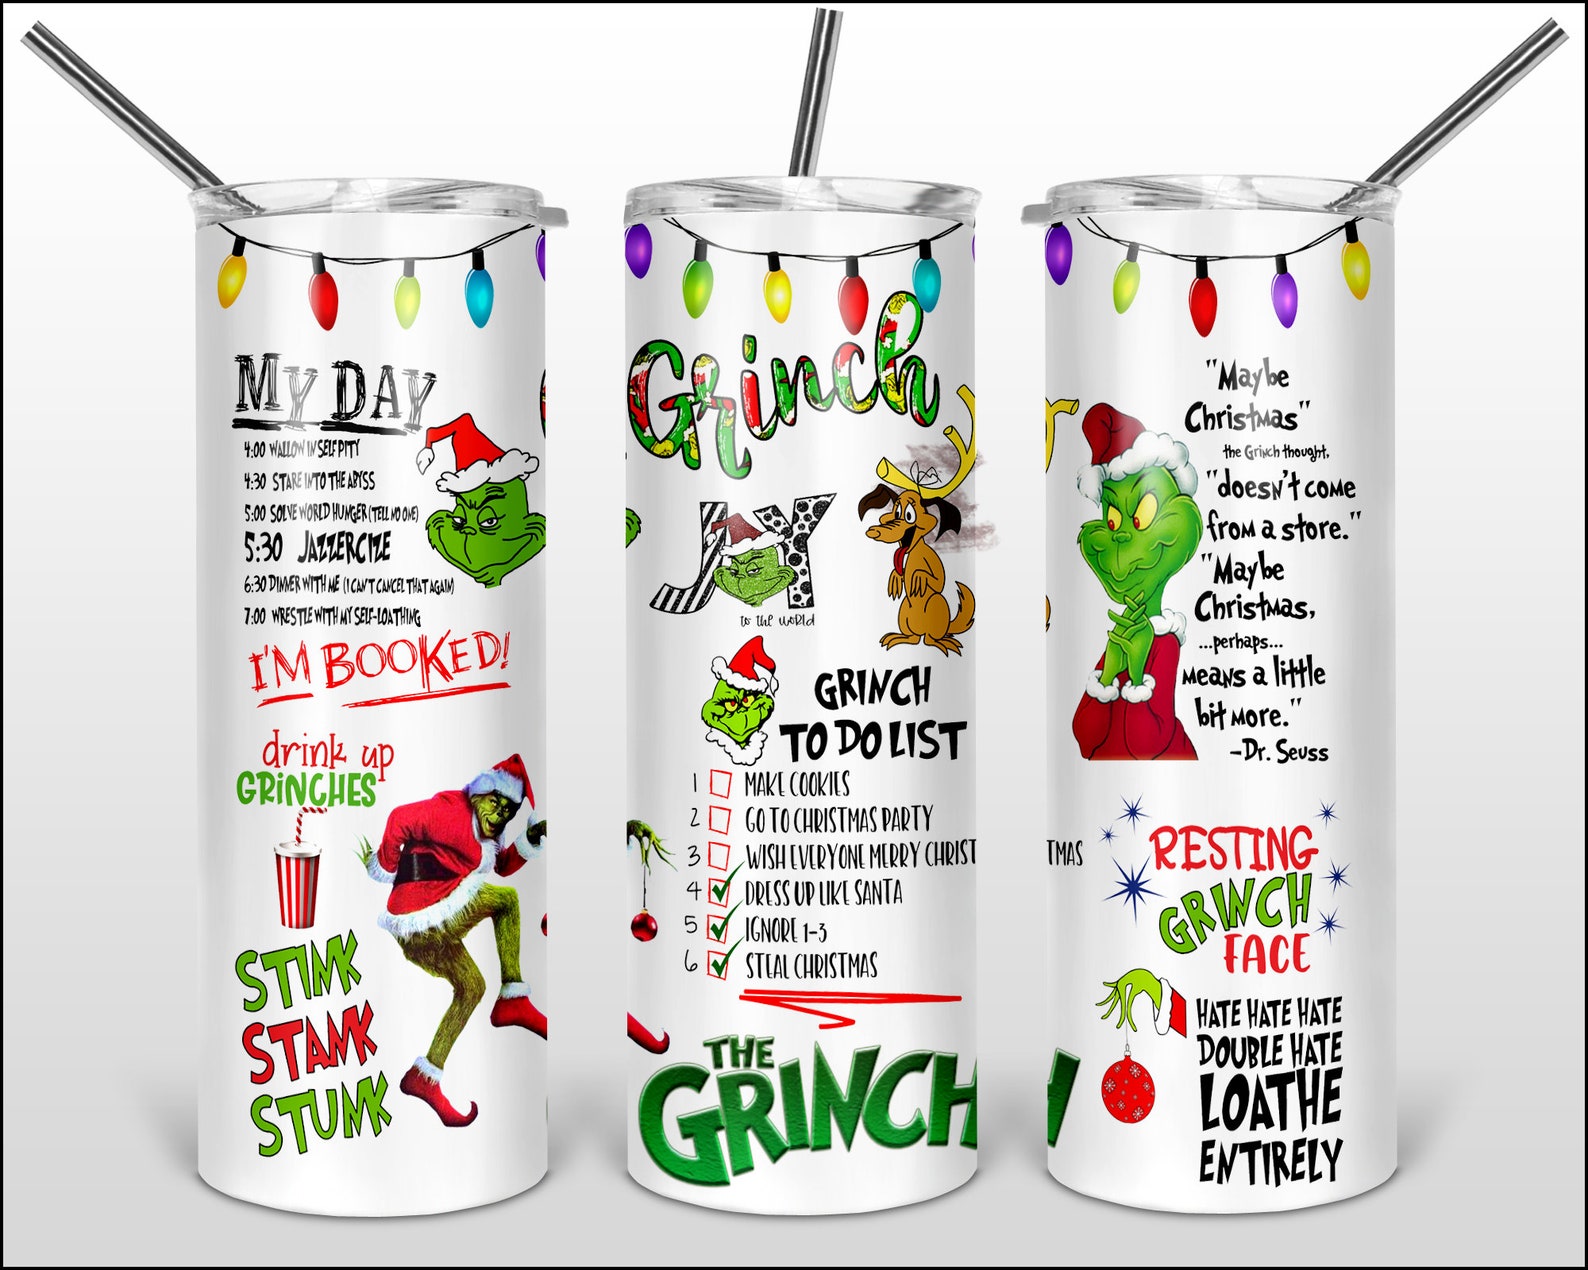 MY DAY
4:00 WALLOW IN SELF PITY
4:30 STARE INTO THE ABYSS
5:00 SOLVE WORLD HUNGER (TELL NO ONE)
5:30 JAZZERCIZE
6:30 DINNER WITH ME (I CAN'T CANCEL THAT AGAIN)
7:00 WRESTLE WITH MY SELF-LOATHING
I'M BOOKED!
drink up
GRINCHES
STINK
STANK
STUNK
Grinch
JOY
to the world
GRINCH
TO DO LIST
1 MAKE COOKIES
2 GO TO CHRISTMAS PARTY
3 WISH EVERYONE MERRY CHRIST
4 DRESS UP LIKE SANTA
5 IGNORE 1-3
6 STEAL CHRISTMAS
THE
GRINCH
"Maybe
Christmas"
the Grinch thought,
"doesn't come
from a store."
"Maybe
Christmas,
...perhaps...
means a little
bit more."
-Dr. Seuss
TMAS
RESTING
GRINCH
FACE
HATE HATE HATE
DOUBLE HATE
LOATHE
ENTIRELY
H